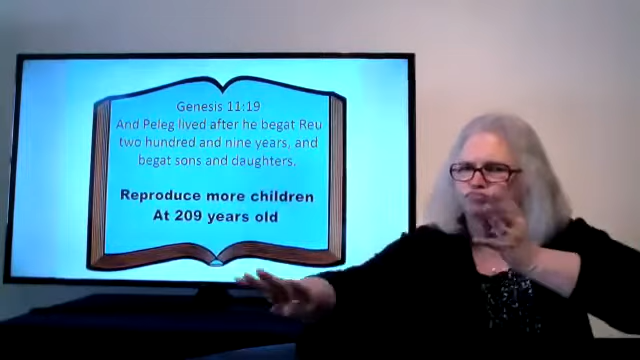 Genesis 11:19
And Peleg lived after he begat Reu
two hundred and nine years, and
begat sons and daughters.
Reproduce more children
At 209 years old